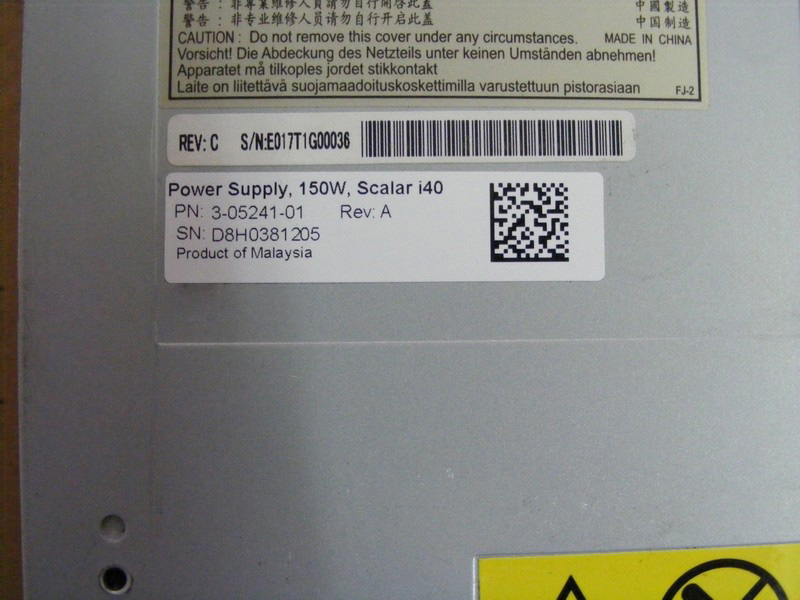 警告：非專業維修人員請勿自行開啟此蓋 中國製造
警告：非专业维修人员请勿自行开启此盖 中国制造
CAUTION : Do not remove this cover under any circumstances. MADE IN CHINA
Vorsicht! Die Abdeckung des Netzteils unter keinen Umständen abnehmen!
Apparatet må tilkoples jordet stikkontakt
Laite on liitettävä suojamaadoituskoskettimilla varustettuun pistorasiaan FJ-2
REV: C S/N:E017T1G00036
Power Supply, 150W, Scalar i40
PN: 3-05241-01 Rev: A
SN: D8H0381205
Product of Malaysia